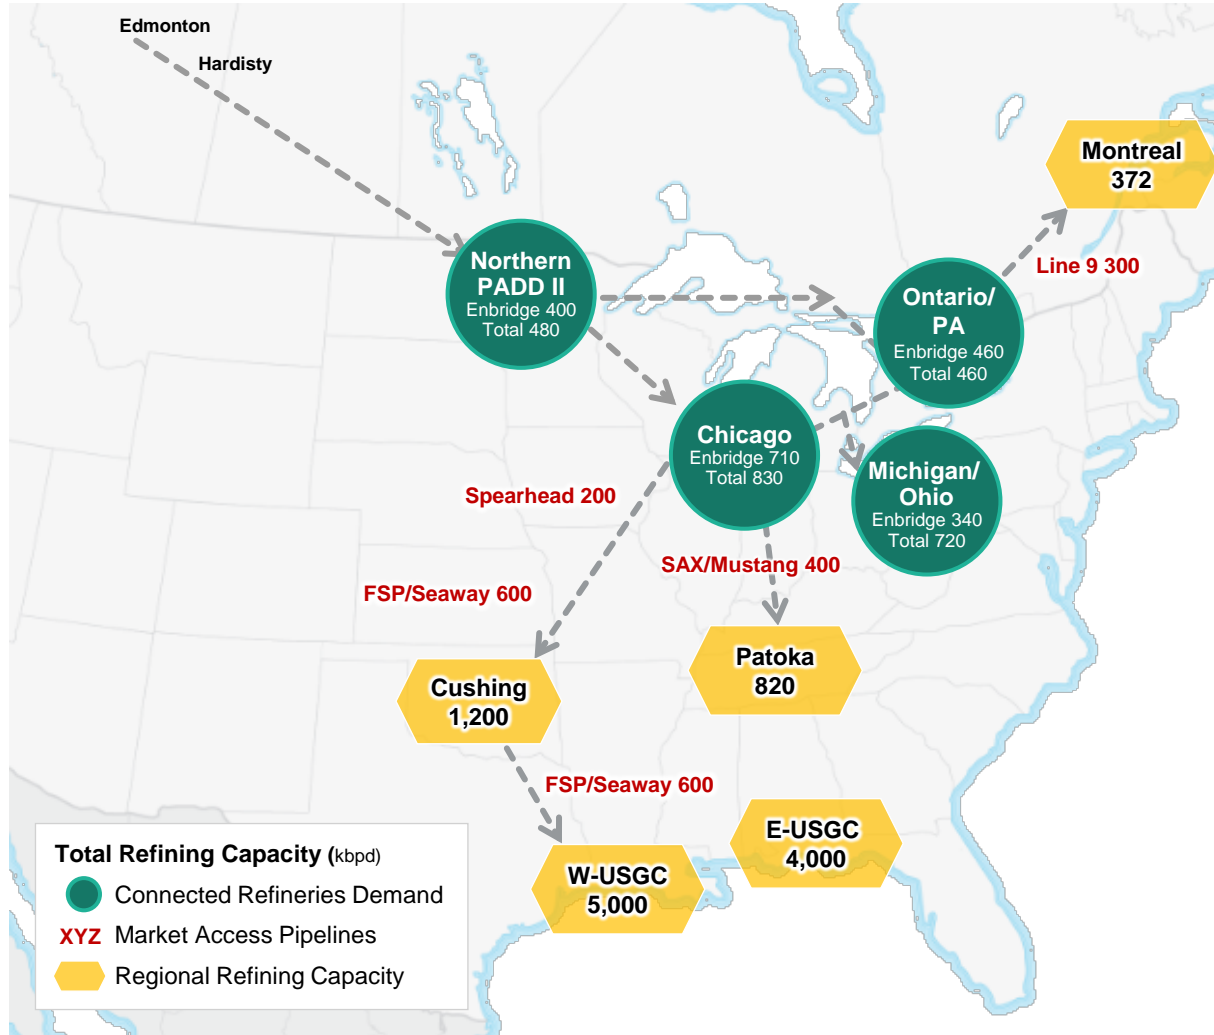 Edmonton
Hardisty
Montreal
372
Line 9 300
Northern
PADD II
Enbridge 400
Total 480
Ontario/
PA
Enbridge 460
Total 460
Chicago
Enbridge 710
Total 830
Michigan/
Ohio
Enbridge 340
Total 720
Spearhead 200
SAX/Mustang 400
FSP/Seaway 600
Patoka
820
Cushing
1,200
FSP/Seaway 600
E-USGC
4,000
W-USGC
5,000
Total Refining Capacity (kbpd)
Connected Refineries Demand
XYZ Market Access Pipelines
Regional Refining Capacity